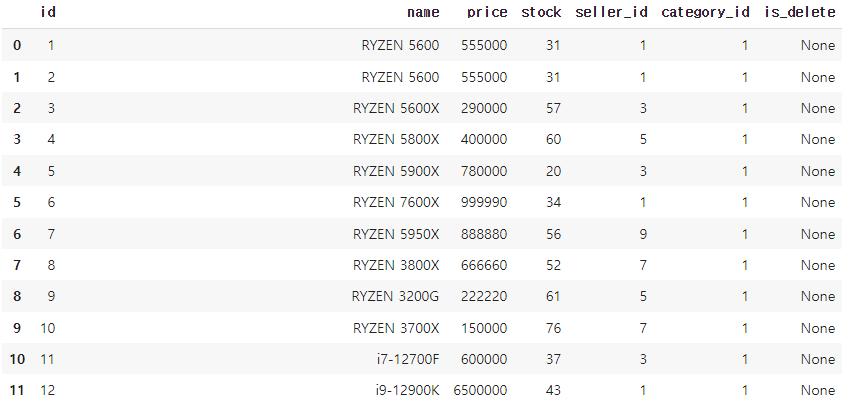 id name price stock seller_id category_id is_delete
0 1 RYZEN 5600 555000 31 1 1 None
1 2 RYZEN 5600 555000 31 1 1 None
2 3 RYZEN 5600X 290000 57 3 1 None
3 4 RYZEN 5800X 400000 60 5 1 None
4 5 RYZEN 5900X 780000 20 3 1 None
5 6 RYZEN 7600X 999990 34 1 1 None
6 7 RYZEN 5950X 888880 56 9 1 None
7 8 RYZEN 3800X 666660 52 7 1 None
8 9 RYZEN 3200G 222220 61 5 1 None
9 10 RYZEN 3700X 150000 76 7 1 None
10 11 i7-12700F 600000 37 3 1 None
11 12 i9-12900K 6500000 43 1 1 None